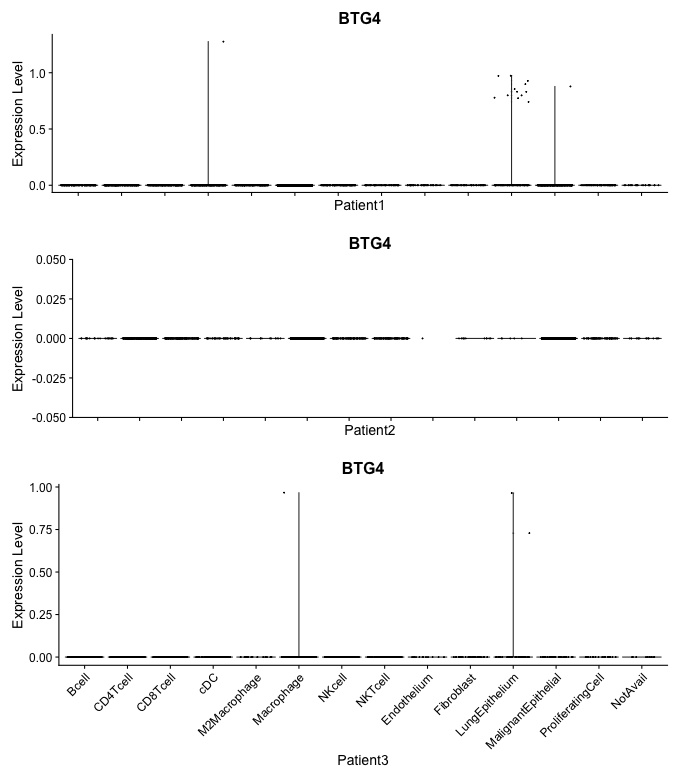 BTG4
Expression Level
1.0
0.5
0.0
Patient1
BTG4
Expression Level
0.050
0.025
0.000
-0.025
-0.050
Patient2
BTG4
Expression Level
1.00
0.75
0.50
0.25
0.00
Bcell
CD4Tcell
CD8Tcell
cDC
M2Macrophage
Macrophage
NKcell
NKTcell
Endothelium
Fibroblast
LungEpithelium
MalignantEpithelial
ProliferatingCell
NotAvail
Patient3